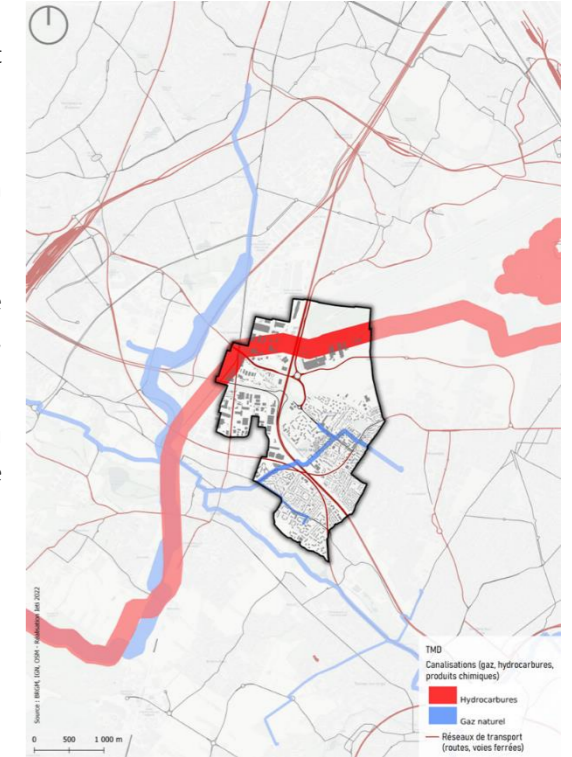 TMD
Canalisations (gaz, hydrocarbures,
produits chimiques)
Hydrocarbures
Gaz naturel
Réseaux de transport
(routes, voies ferrées)
Source : BRGM, IGN, OSM - Réalisation Ieti 2022
0 500 1 000 m